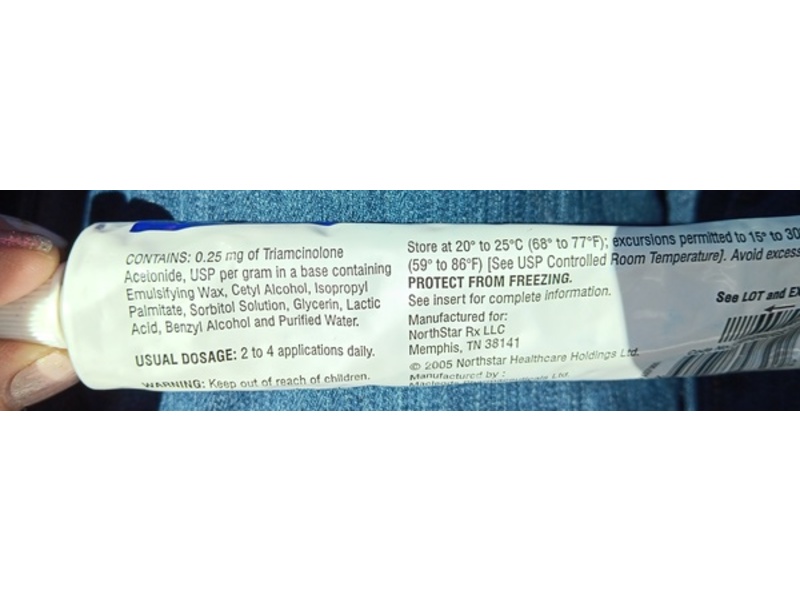 CONTAINS: 0.25 mg of Triamcinolone
Acetonide, USP per gram in a base containing
Emulsifying Wax, Cetyl Alcohol, Isopropyl
Palmitate, Sorbitol Solution, Glycerin, Lactic
Acid, Benzyl Alcohol and Purified Water.
USUAL DOSAGE: 2 to 4 applications daily.
WARNING: Keep out of reach of children.
Store at 20° to 25°C (68° to 77°F); excursions permitted to 15° to 30
(59° to 86°F) [See USP Controlled Room Temperature]. Avoid excess
PROTECT FROM FREEZING.
See insert for complete information.
Manufactured for:
NorthStar Rx LLC
Memphis, TN 38141
© 2005 Northstar Healthcare Holdings Ltd.
Manufactured by :
Ltd.
See LOT and EX